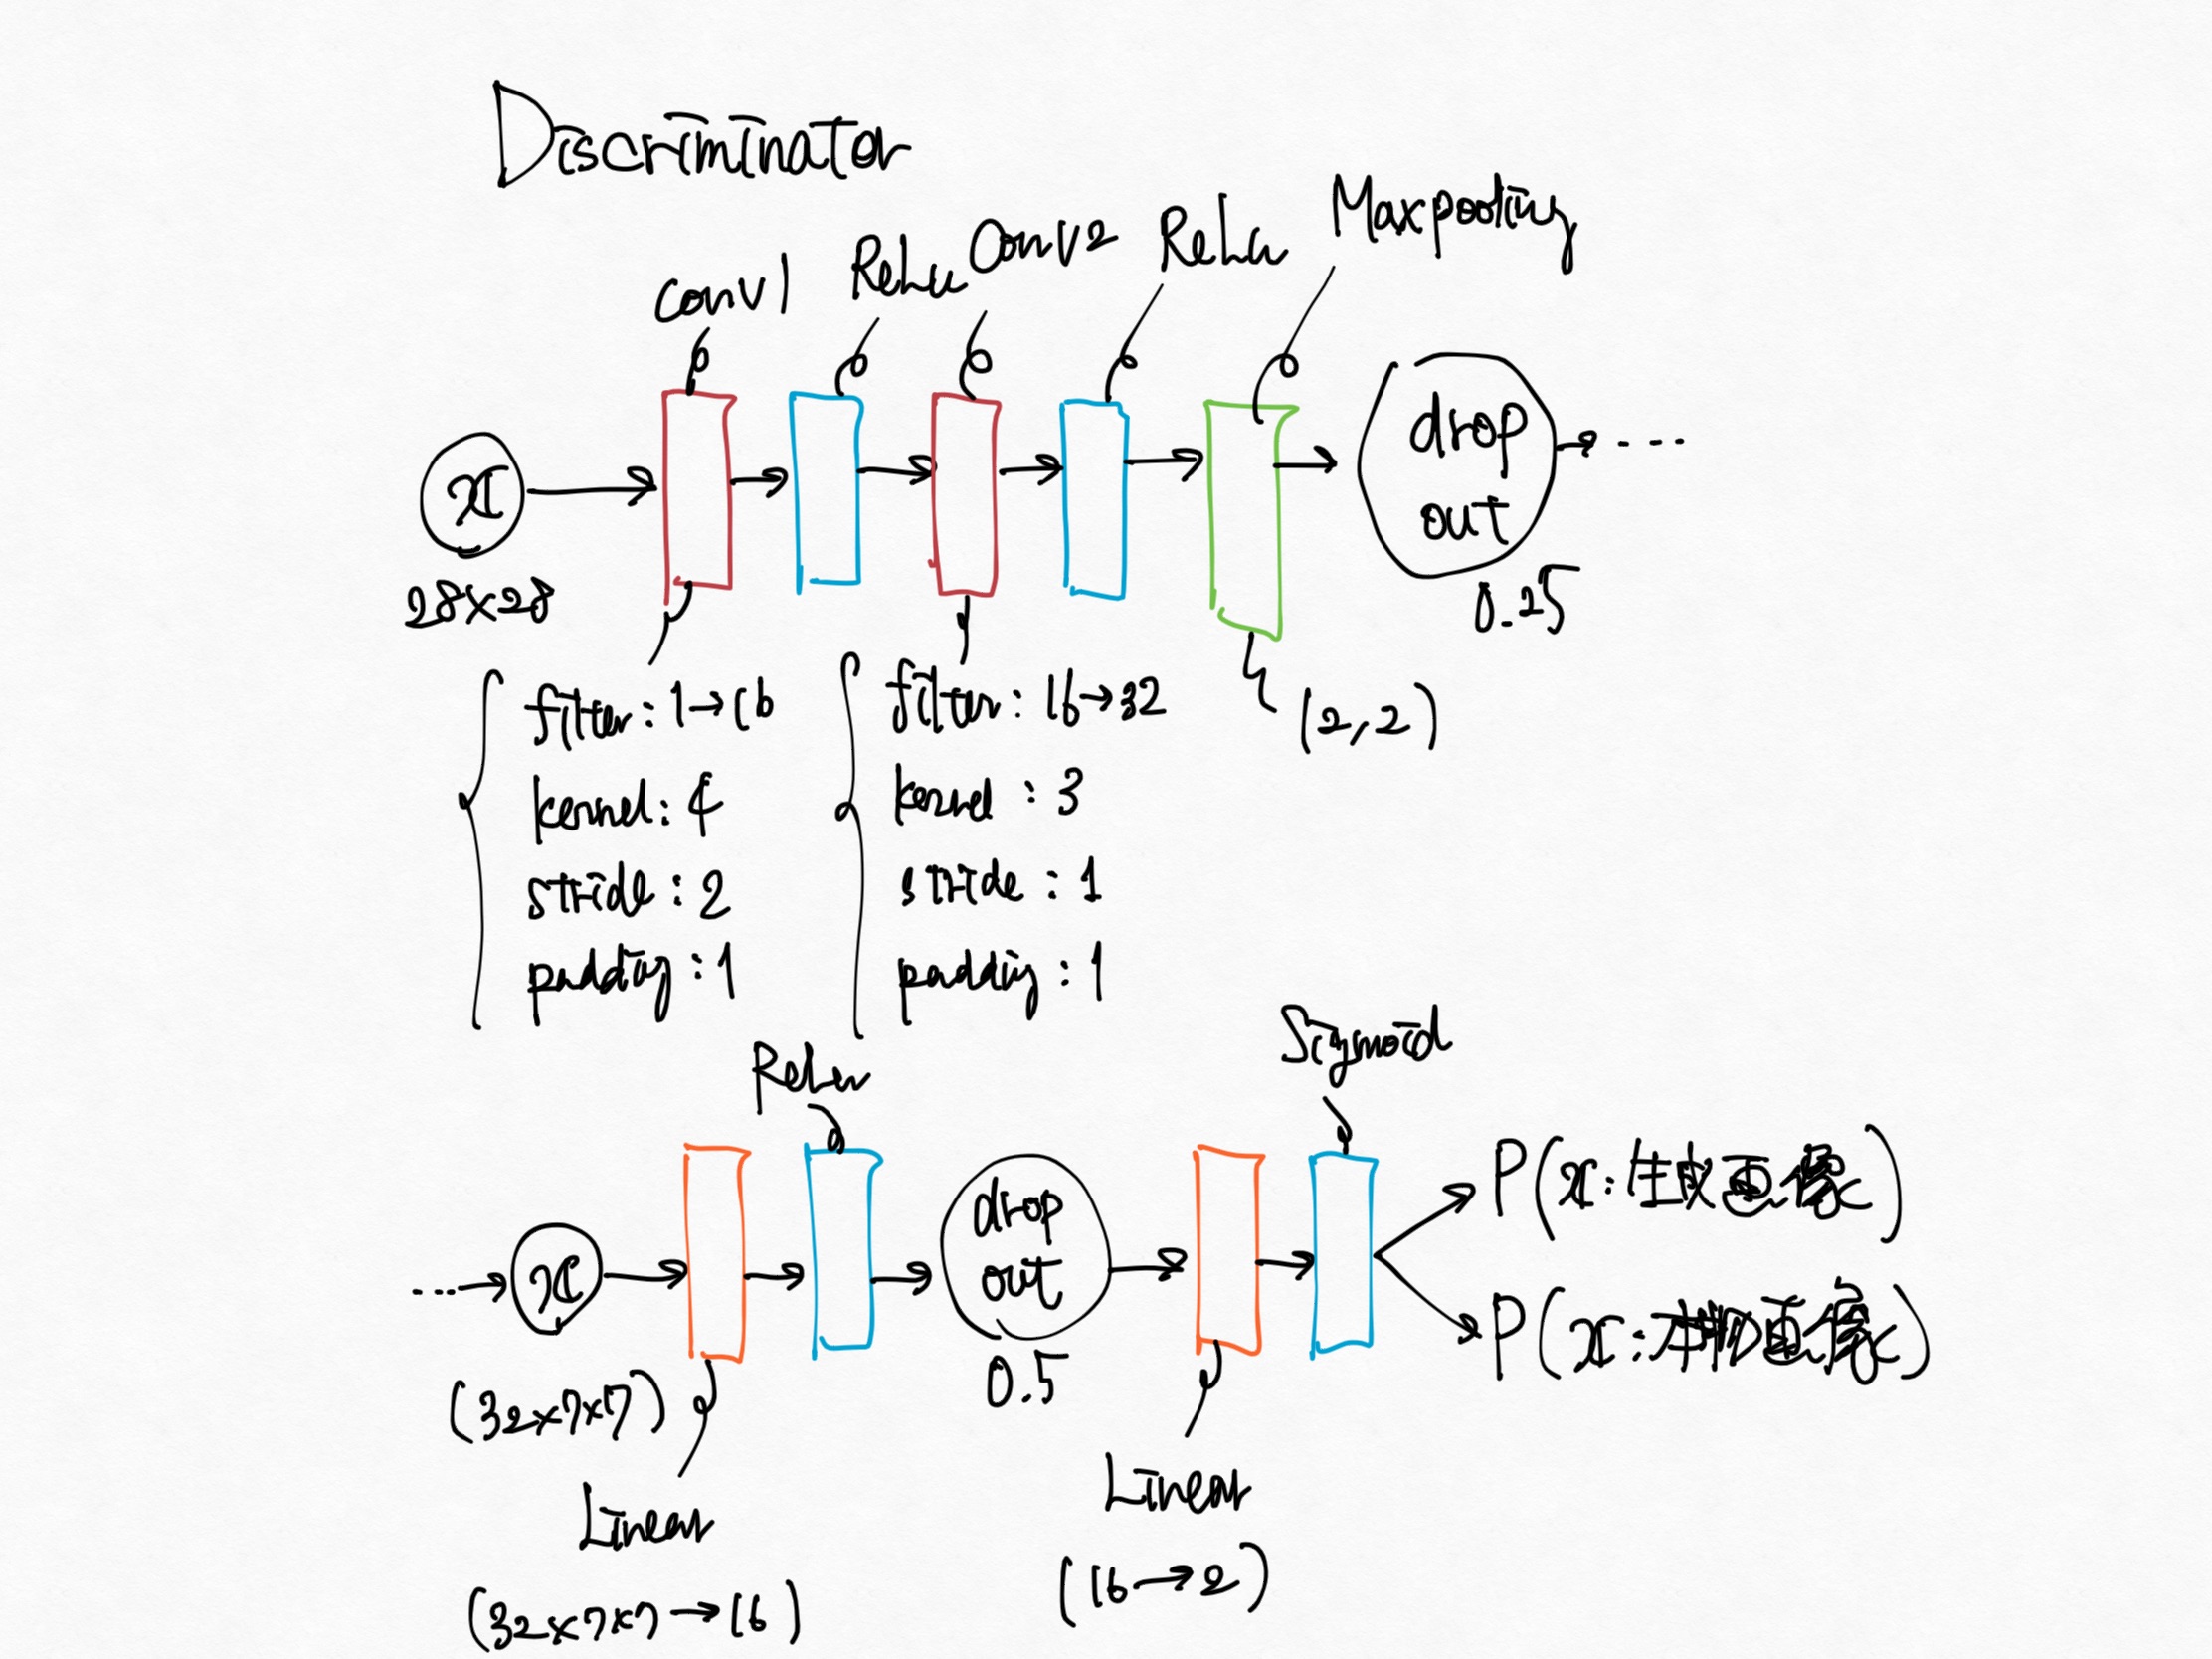 Discriminator
conv1
ReLu
Conv2
ReLu
Maxpooling
x
drop
out
28×28
0.25
filter: 1→16
kernel: 4
stride: 2
padding: 1
filter: 16→32
kernel: 3
stride: 1
padding: 1
(2,2)
ReLu
Sigmoid
x
drop
out
P(x: 生成画像)
P(x: 本物画像)
(32×7×7)
0.5
Linear
(32×7×7→16)
Linear
(16→2)